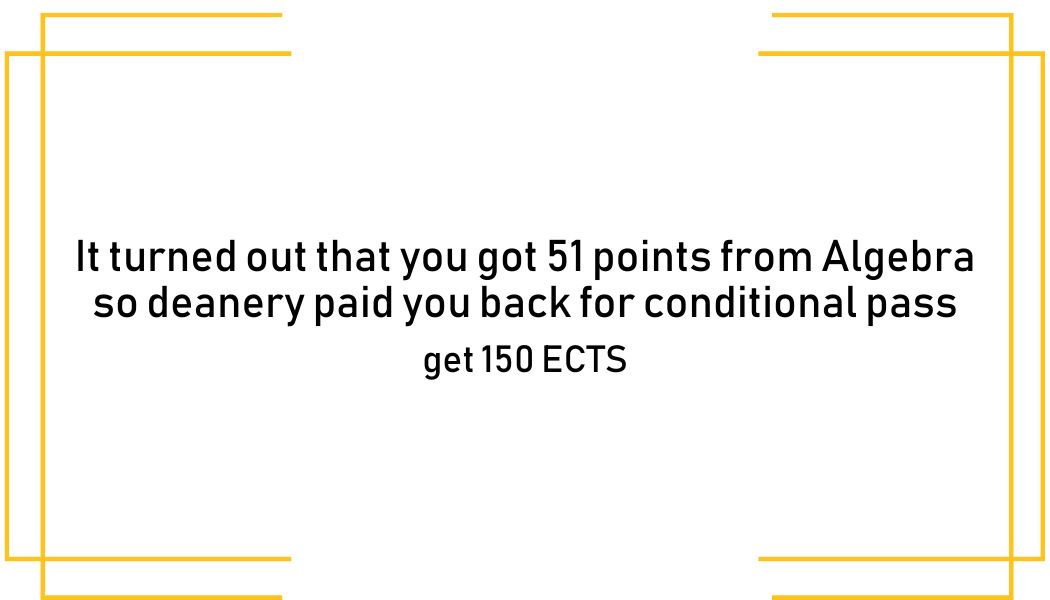 It turned out that you got 51 points from Algebra
so deanery paid you back for conditional pass
get 150 ECTS